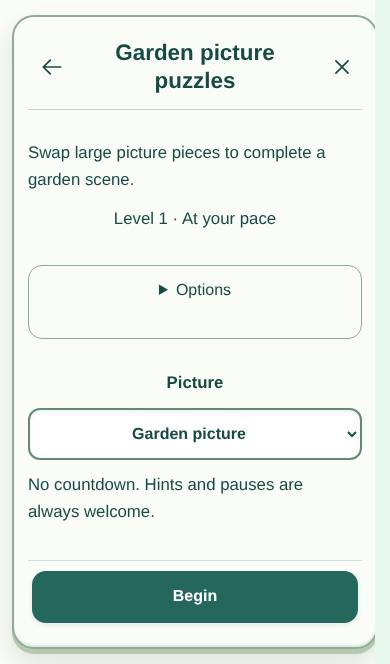 Garden picture
puzzles
Swap large picture pieces to complete a
garden scene.
Level 1 · At your pace
Options
Picture
Garden picture
No countdown. Hints and pauses are
always welcome.
Begin